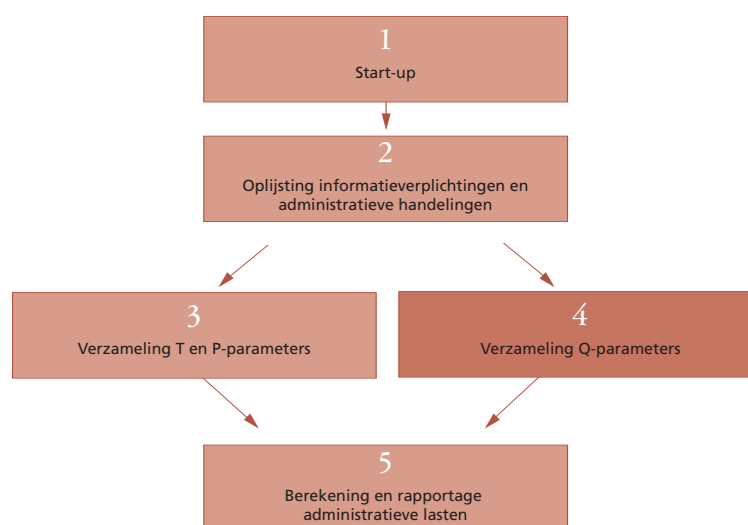 1
Start-up
2
Oplijsting informatieverplichtingen en
administratieve handelingen
3
Verzameling T en P-parameters
4
Verzameling Q-parameters
5
Berekening en rapportage
administratieve lasten